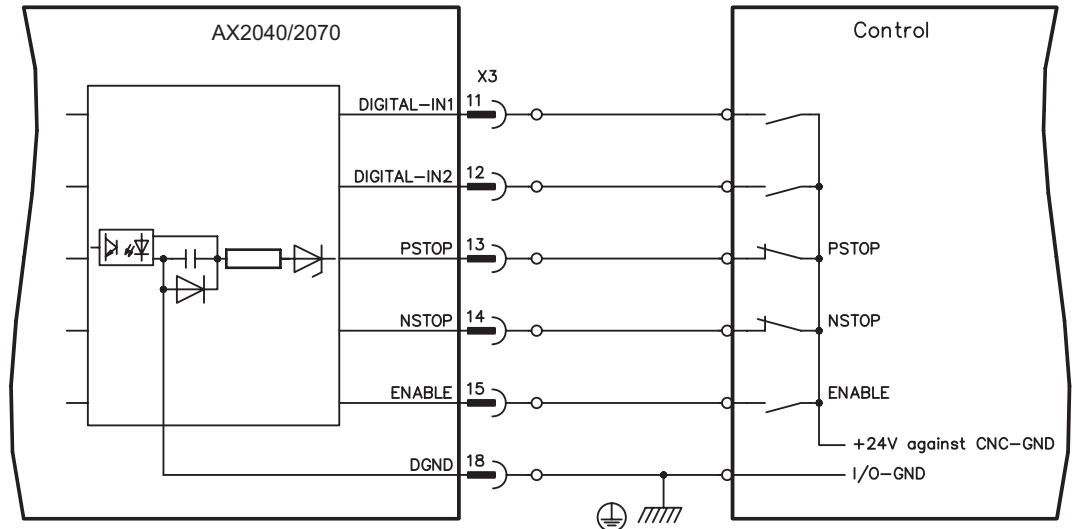 AX2040/2070
Control
X3
DIGITAL–IN1 11
DIGITAL–IN2 12
PSTOP 13 PSTOP
NSTOP 14 NSTOP
ENABLE 15 ENABLE
+24V against CNC–GND
DGND 18 I/O–GND